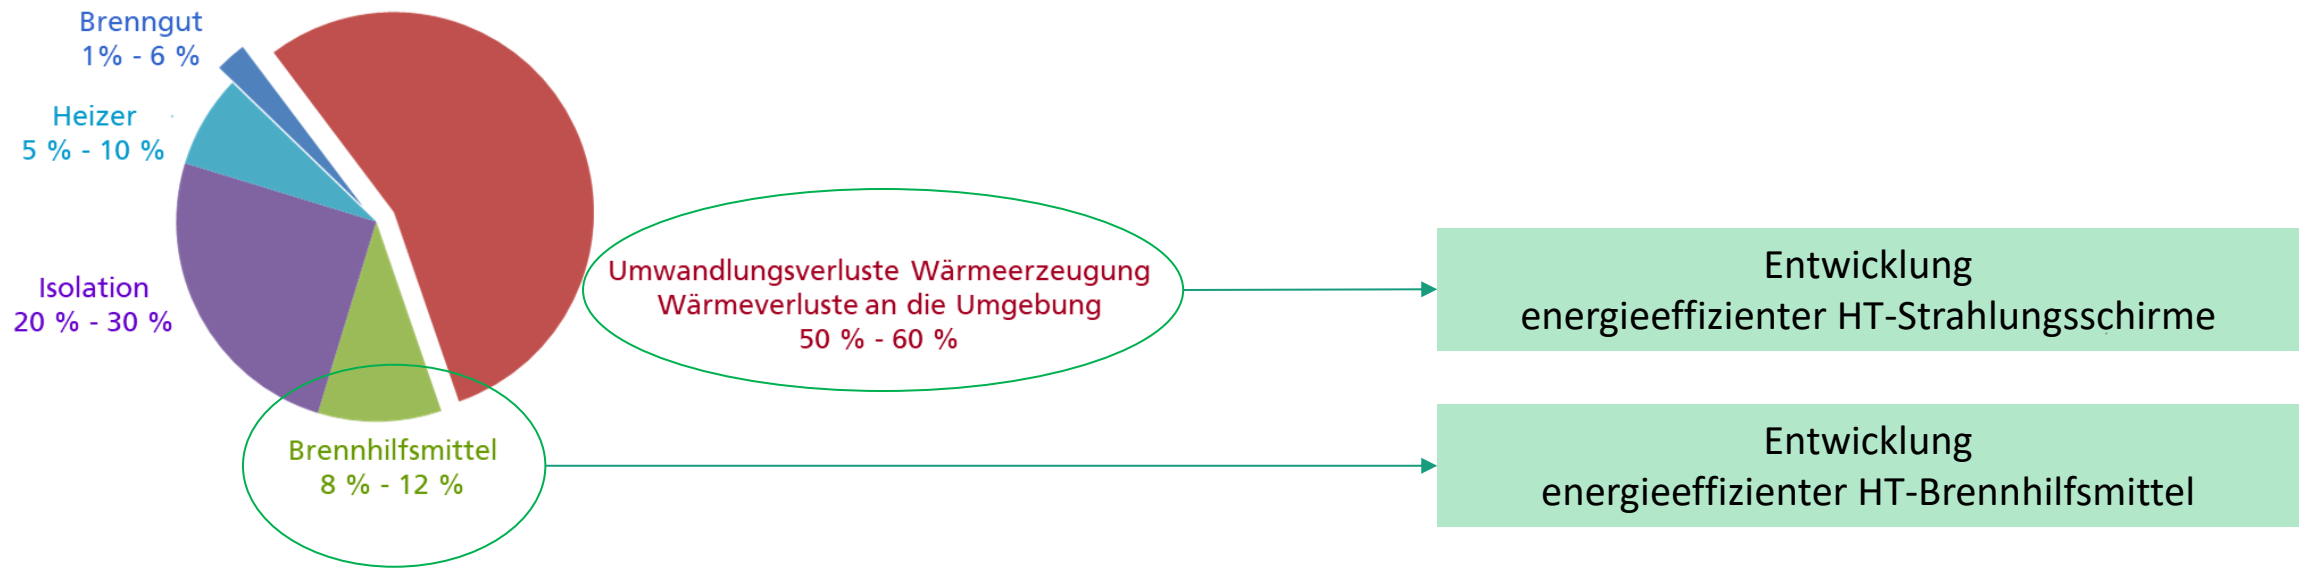 Brenngut
1% - 6 %
Heizer
5 % - 10 %
Isolation
20 % - 30 %
Brennhilfsmittel
8 % - 12 %
Umwandlungsverluste Wärmeerzeugung
Wärmeverluste an die Umgebung
50 % - 60 %
Entwicklung
energieeffizienter HT-Strahlungsschirme
Entwicklung
energieeffizienter HT-Brennhilfsmittel